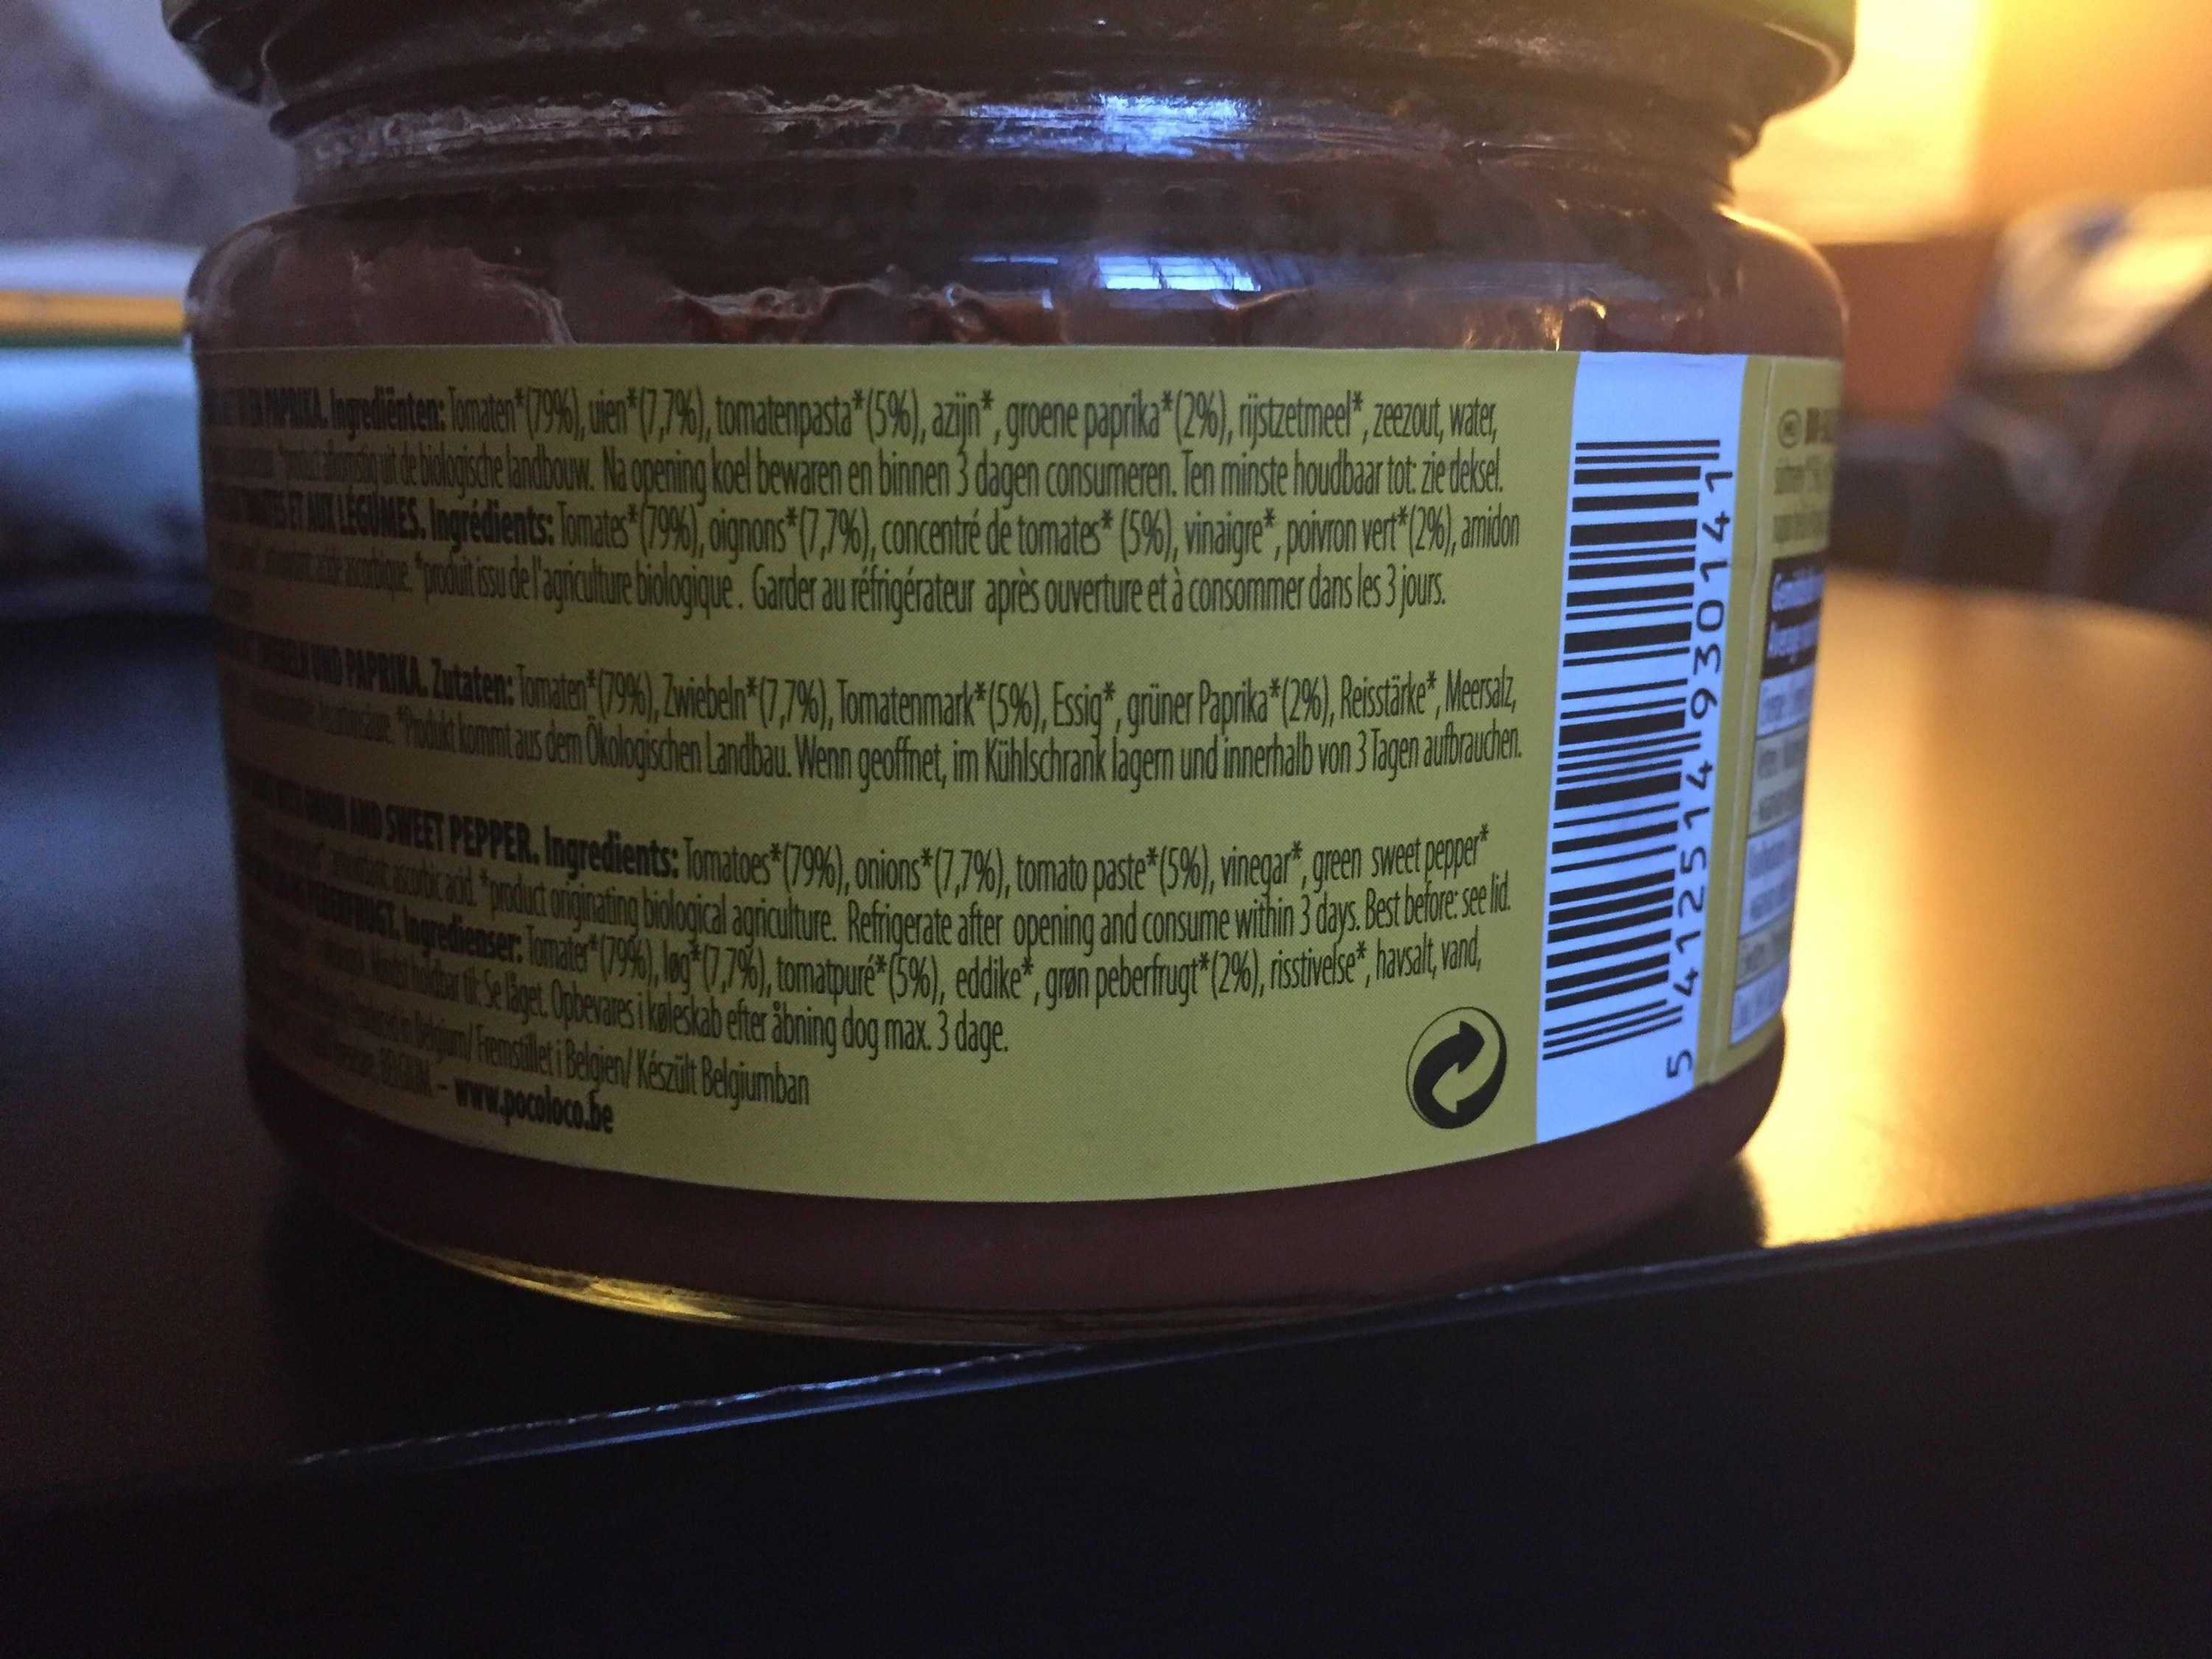 EN PAPRIKA. Ingrediënten: Tomaten*(79%), uien*(7,7%), tomatenpasta*(5%), azijn*, groene paprika*(2%), rijstzetmeel*, zeezout, water,
*product afkomstig uit de biologische landbouw. Na opening koel bewaren en binnen 3 dagen consumeren. Ten minste houdbaar tot: zie deksel.
ET AUX LÉGUMES. Ingrédients: Tomates*(79%), oignons*(7,7%), concentré de tomates* (5%), vinaigre*, poivron vert*(2%), amidon
acide ascorbique. *produit issu de l'agriculture biologique. Garder au réfrigérateur après ouverture et à consommer dans les 3 jours.
UND PAPRIKA. Zutaten: Tomaten*(79%), Zwiebeln*(7,7%), Tomatenmark*(5%), Essig*, grüner Paprika*(2%), Reisstärke*, Meersalz,
Ascorbinsäure. *Produkt kommt aus dem Ökologischen Landbau. Wenn geoffnet, im Kühlschrank lagern und innerhalb von 3 Tagen aufbrauchen.
ONION AND SWEET PEPPER. Ingredients: Tomatoes*(79%), onions*(7,7%), tomato paste*(5%), vinegar*, green sweet pepper*
ascorbic acid. *product originating biological agriculture. Refrigerate after opening and consume within 3 days. Best before: see lid.
PEBERFRUGT. Ingredienser: Tomater*(79%), løg*(7,7%), tomatpuré*(5%), eddike*, grøn peberfrugt*(2%), risstivelse*, havsalt, vand,
Mindst holdbar til: Se låget. Opbevares i køleskab efter åbning dog max. 3 dage.
Produced in Belgium/ Fremstillet i Belgien/ Készült Belgiumban
BELGIUM. – www.pocoloco.be
5 412514 930141